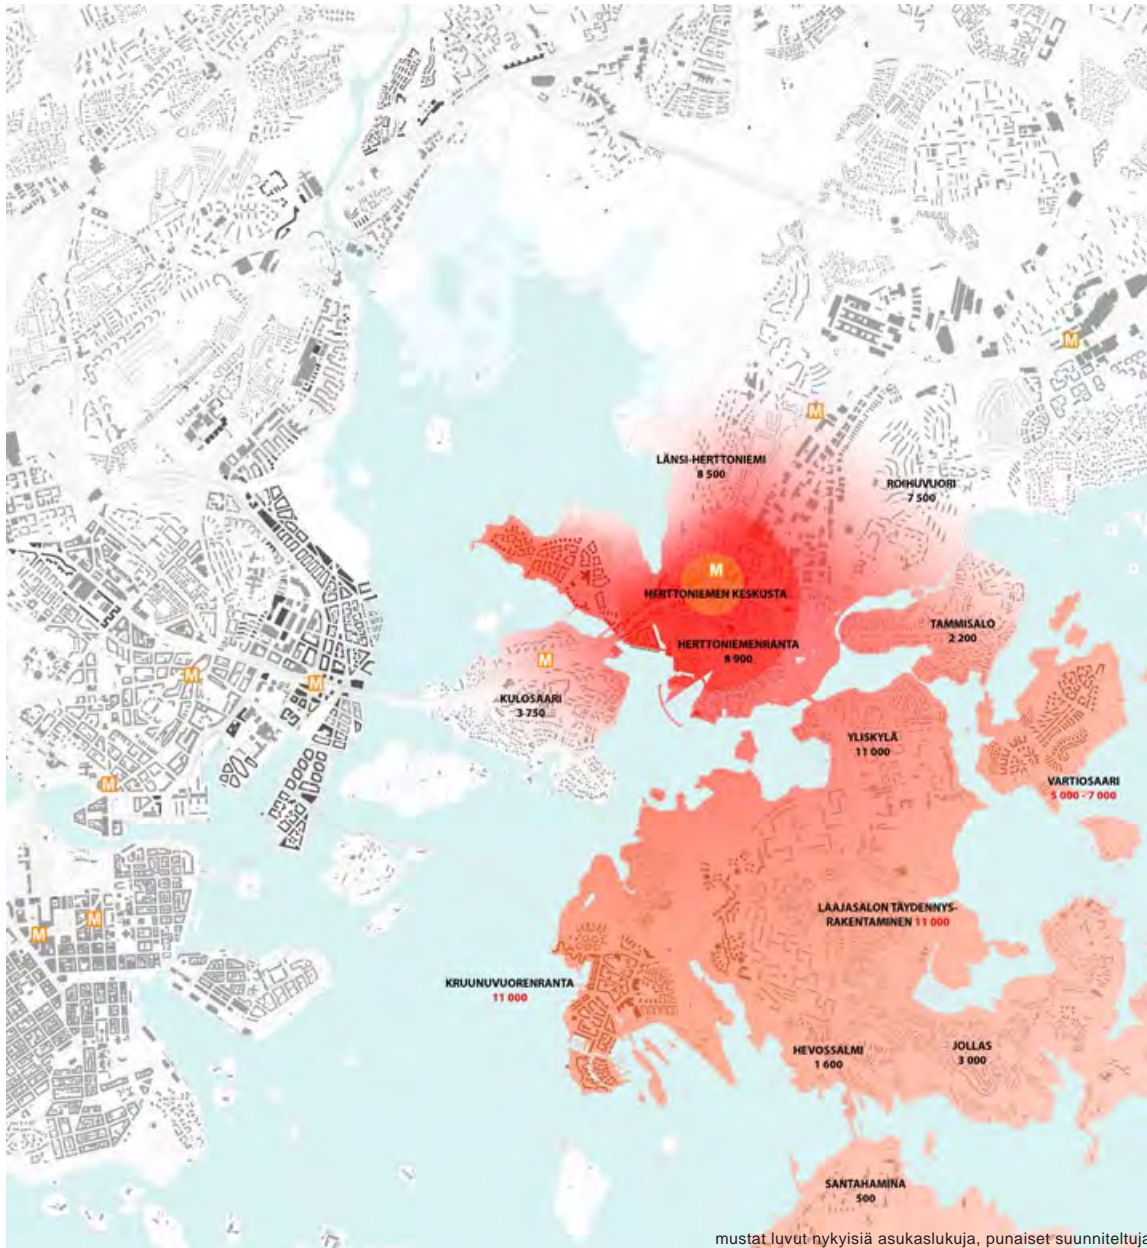 M
M
LÄNSI-HERTTONIEMI
8 500
ROIHUVUORI
7 500
M
HERTTONIEMEN KESKUSTA
TAMMISALO
2 200
HERTTONIEMENRANTA
8 900
M
M
M
KULOSAARI
3 750
YLISKYLÄ
11 000
M
VARTIOSAARI
5 000 - 7 000
LAAJASALON TÄYDENNYS-
RAKENTAMINEN 11 000
M
M
KRUUNUVUORENRANTA
11 000
HEVOSSALMI
1 600
JOLLAS
3 000
SANTAHAMINA
500
mustat luvut nykyisiä asukaslukuja, punaiset suunniteltuja